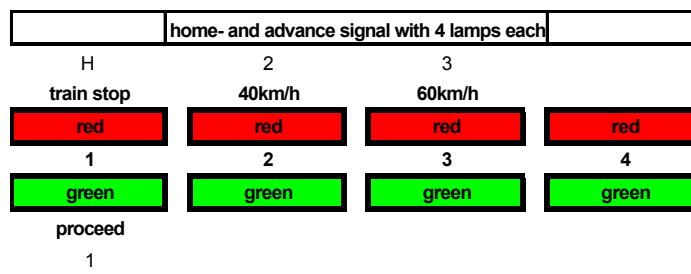 home- and advance signal with 4 lamps each
H 2 3
train stop 40km/h 60km/h
red red red red
1 2 3 4
green green green green
proceed
1